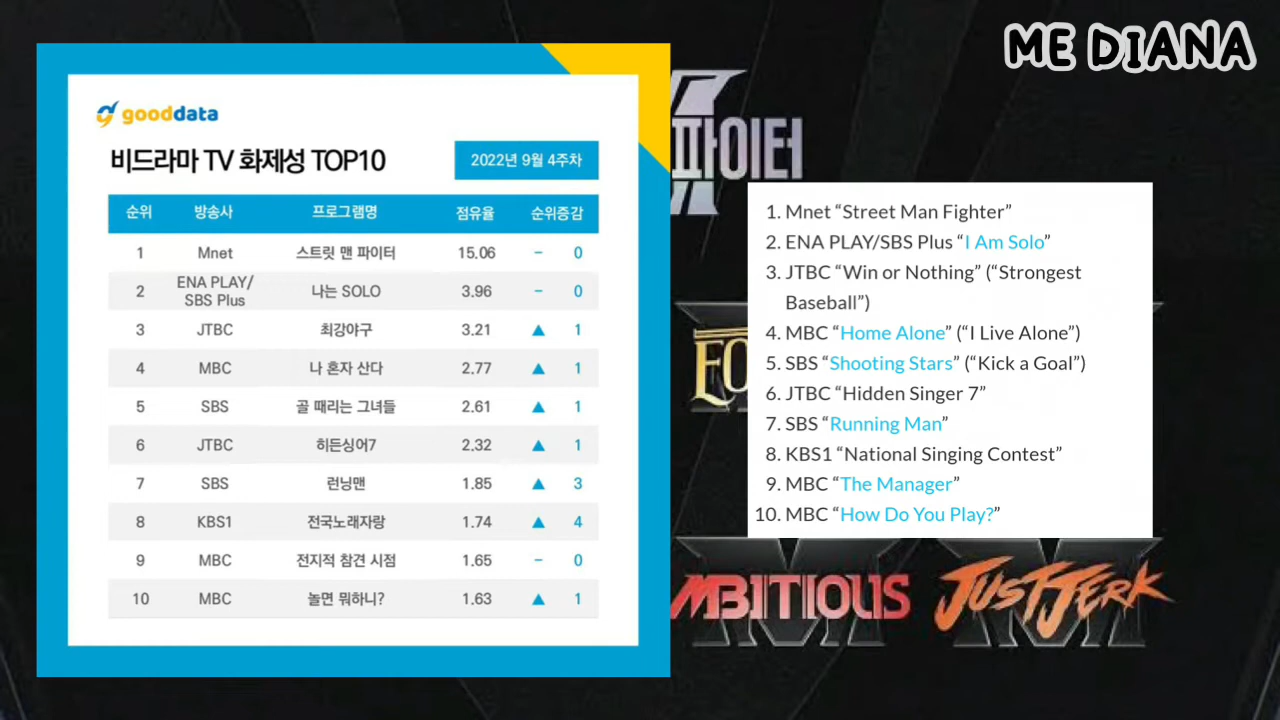 ME DIANA
gooddata
비드라마 TV 화제성 TOP10
2022년 9월 4주차
순위 방송사 프로그램명 점유율 순위증감
1 Mnet 스트릿 맨 파이터 15.06 – 0
2 ENA PLAY/ SBS Plus 나는 SOLO 3.96 – 0
3 JTBC 최강야구 3.21 ▲ 1
4 MBC 나 혼자 산다 2.77 ▲ 1
5 SBS 골 때리는 그녀들 2.61 ▲ 1
6 JTBC 히든싱어7 2.32 ▲ 1
7 SBS 런닝맨 1.85 ▲ 3
8 KBS1 전국노래자랑 1.74 ▲ 4
9 MBC 전지적 참견 시점 1.65 – 0
10 MBC 놀면 뭐하니? 1.63 ▲ 1
파이터
1. Mnet “Street Man Fighter”
2. ENA PLAY/SBS Plus “I Am Solo”
3. JTBC “Win or Nothing” (“Strongest
Baseball”)
4. MBC “Home Alone” (“I Live Alone”)
5. SBS “Shooting Stars” (“Kick a Goal”)
6. JTBC “Hidden Singer 7”
7. SBS “Running Man”
8. KBS1 “National Singing Contest”
9. MBC “The Manager”
10. MBC “How Do You Play?”
MBITIOUS
JUST JERK